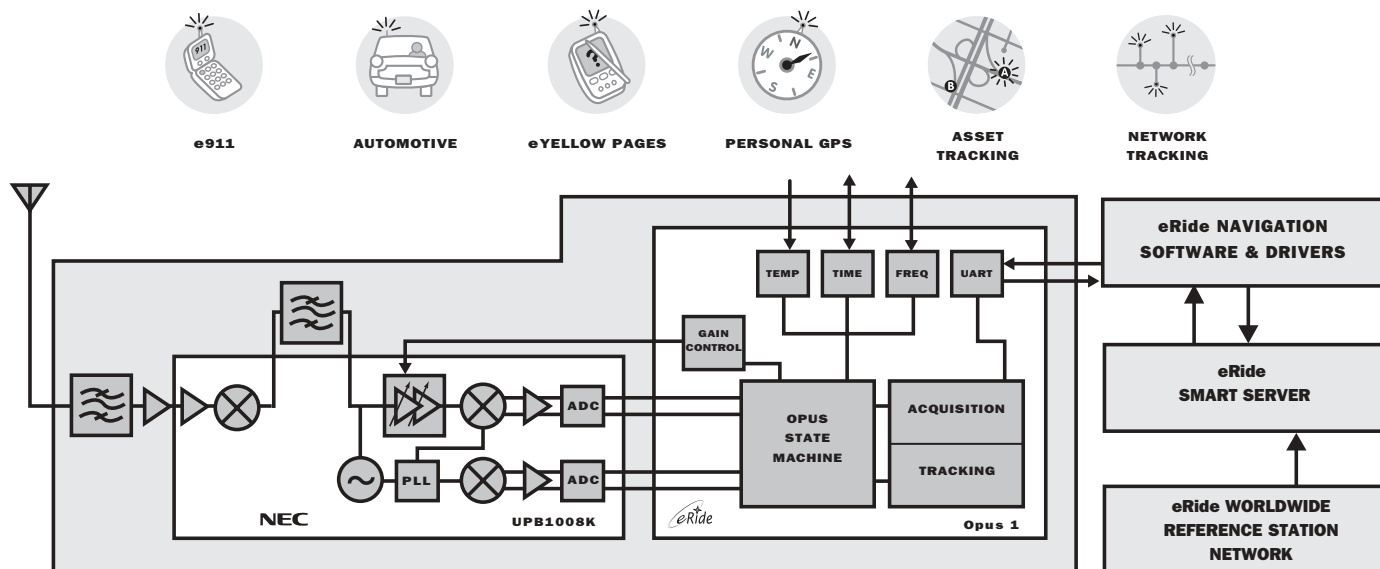 911
W N E S
A
B
e911
AUTOMOTIVE
eYELLOW PAGES
PERSONAL GPS
ASSET
TRACKING
NETWORK
TRACKING
TEMP
TIME
FREQ
UART
eRide NAVIGATION
SOFTWARE & DRIVERS
GAIN
CONTROL
eRide
SMART SERVER
ADC
OPUS
STATE
MACHINE
ACQUISITION
TRACKING
PLL
ADC
NEC
UPB1008K
eRide
Opus 1
eRide WORLDWIDE
REFERENCE STATION
NETWORK